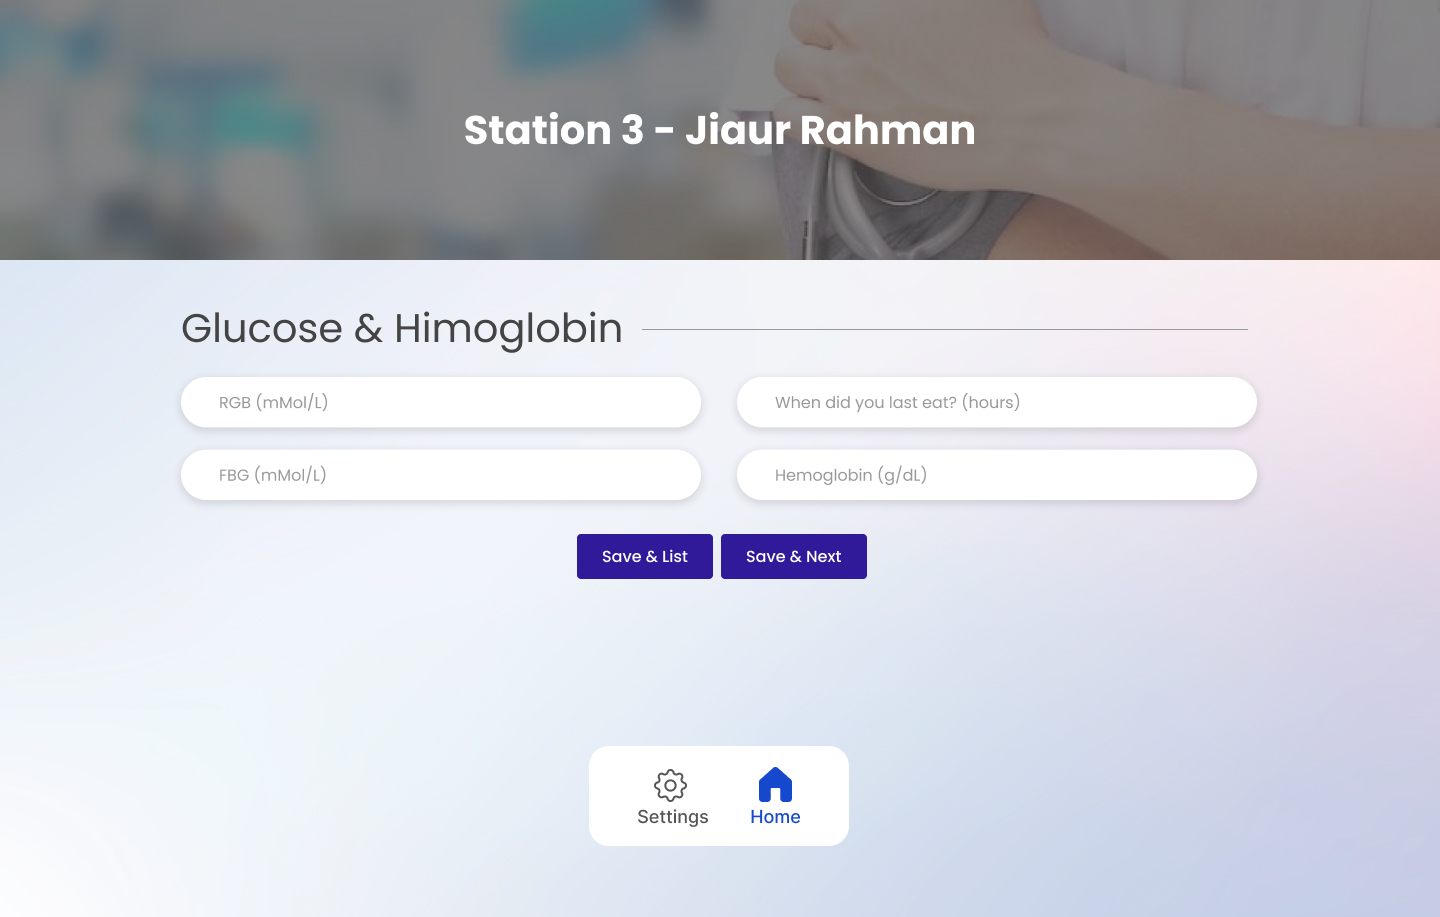 Station 3 - Jiaur Rahman
Glucose & Himoglobin
RGB (mMol/L)
When did you last eat? (hours)
FBG (mMol/L)
Hemoglobin (g/dL)
Save & List
Save & Next
Settings
Home